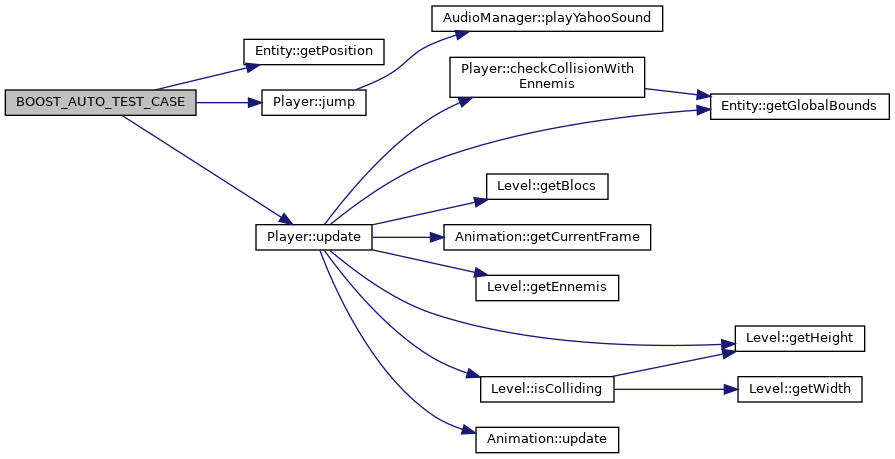 AudioManager::playYahooSound
Entity::getPosition
Player::checkCollisionWith
Ennemis
BOOST_AUTO_TEST_CASE
Player::jump
Entity::getGlobalBounds
Level::getBlocs
Player::update
Animation::getCurrentFrame
Level::getEnnemis
Level::getHeight
Level::isColliding
Level::getWidth
Animation::update